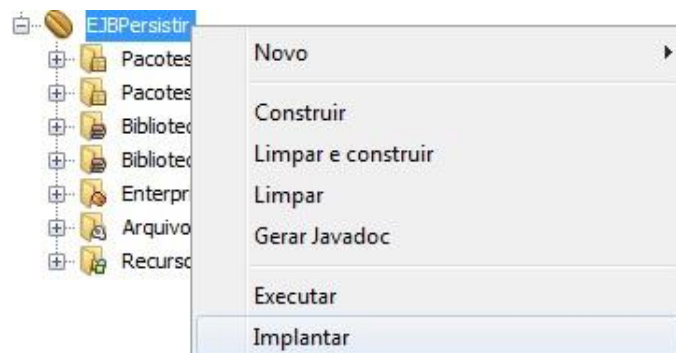 EJBPersistir
Pacotes
Pacotes
Bibliotec
Bibliotec
Enterpr
Arquivo
Recurso
Novo
Construir
Limpar e construir
Limpar
Gerar Javadoc
Executar
Implantar